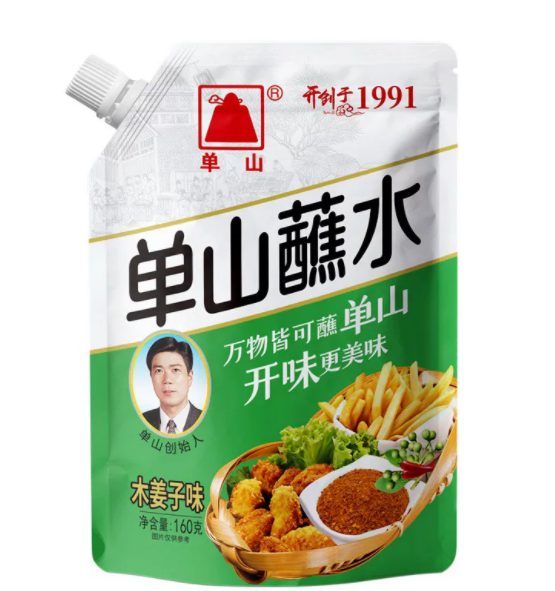 ®
开创于1991
单山
单山蘸水
万物皆可蘸单山
开味更美味
单山创始人
木姜子味
净含量:160克
图片仅供参考